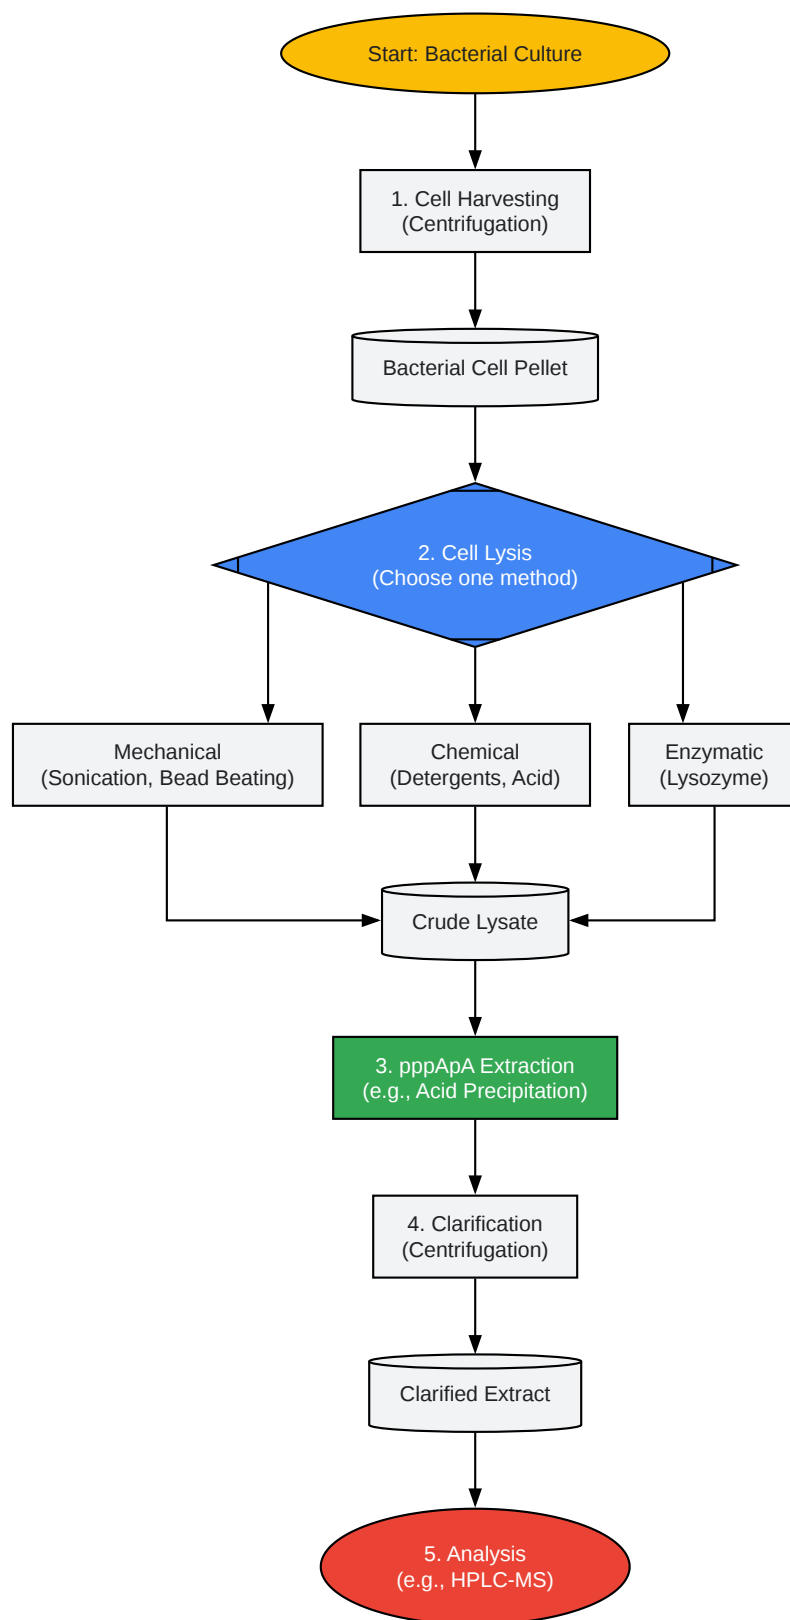 Start: Bacterial Culture
1. Cell Harvesting
(Centrifugation)
Bacterial Cell Pellet
2. Cell Lysis
(Choose one method)
Mechanical
(Sonication, Bead Beating)
Chemical
(Detergents, Acid)
Enzymatic
(Lysozyme)
Crude Lysate
3. pppApA Extraction
(e.g., Acid Precipitation)
4. Clarification
(Centrifugation)
Clarified Extract
5. Analysis
(e.g., HPLC-MS)